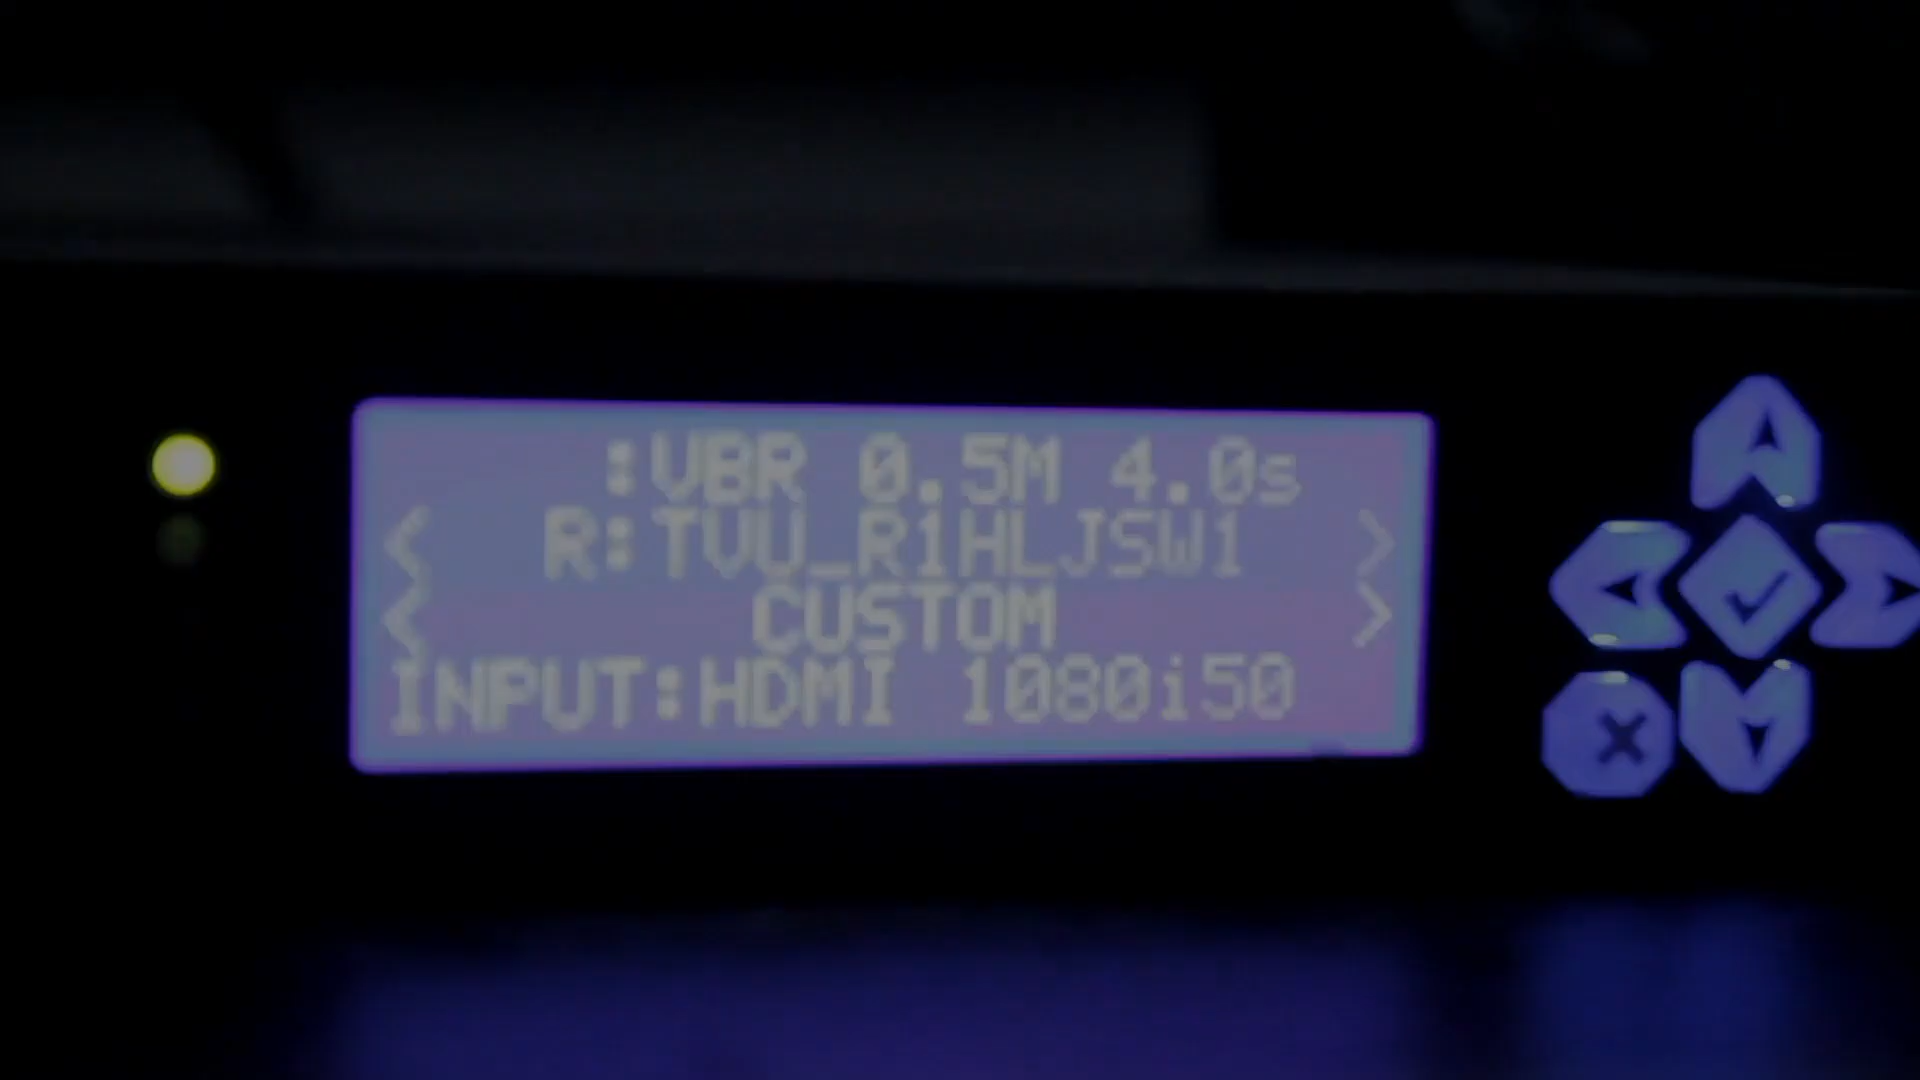 :VBR 0.5M 4.0s
< R:TVU_R1HLJSW1 >
< CUSTOM >
INPUT:HDMI 1080i50